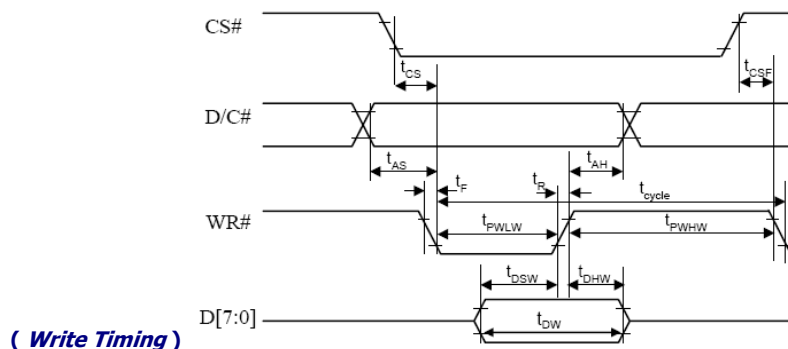 CS#
tCS
tCSF
D/C#
tAS
tAH
tF
tR
tcycle
WR#
tPWLW
tPWHW
tDSW
tDHW
D[7:0]
tDW
( Write Timing )